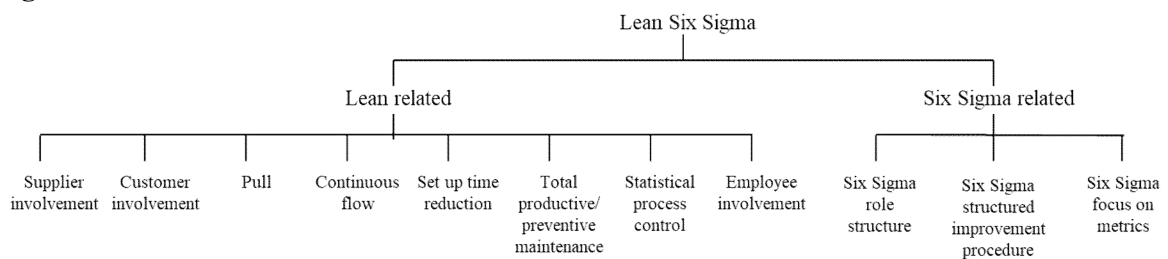 Lean Six Sigma
Lean related
Six Sigma related
Supplier
involvement
Customer
involvement
Pull
Continuous
flow
Set up time
reduction
Total
productive/
preventive
maintenance
Statistical
process
control
Employee
involvement
Six Sigma
role
structure
Six Sigma
structured
improvement
procedure
Six Sigma
focus on
metrics